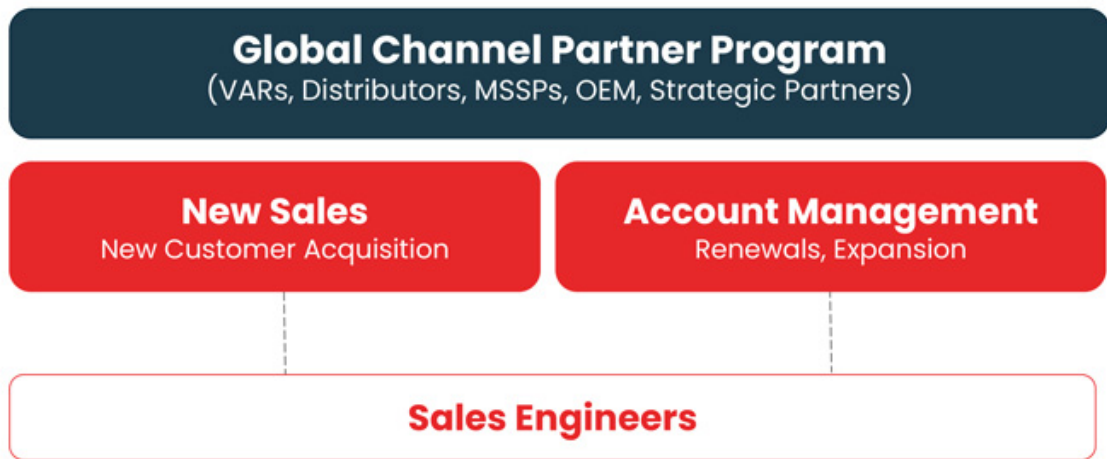 Global Channel Partner Program
(VARs, Distributors, MSSPs, OEM, Strategic Partners)
New Sales
New Customer Acquisition
Account Management
Renewals, Expansion
Sales Engineers